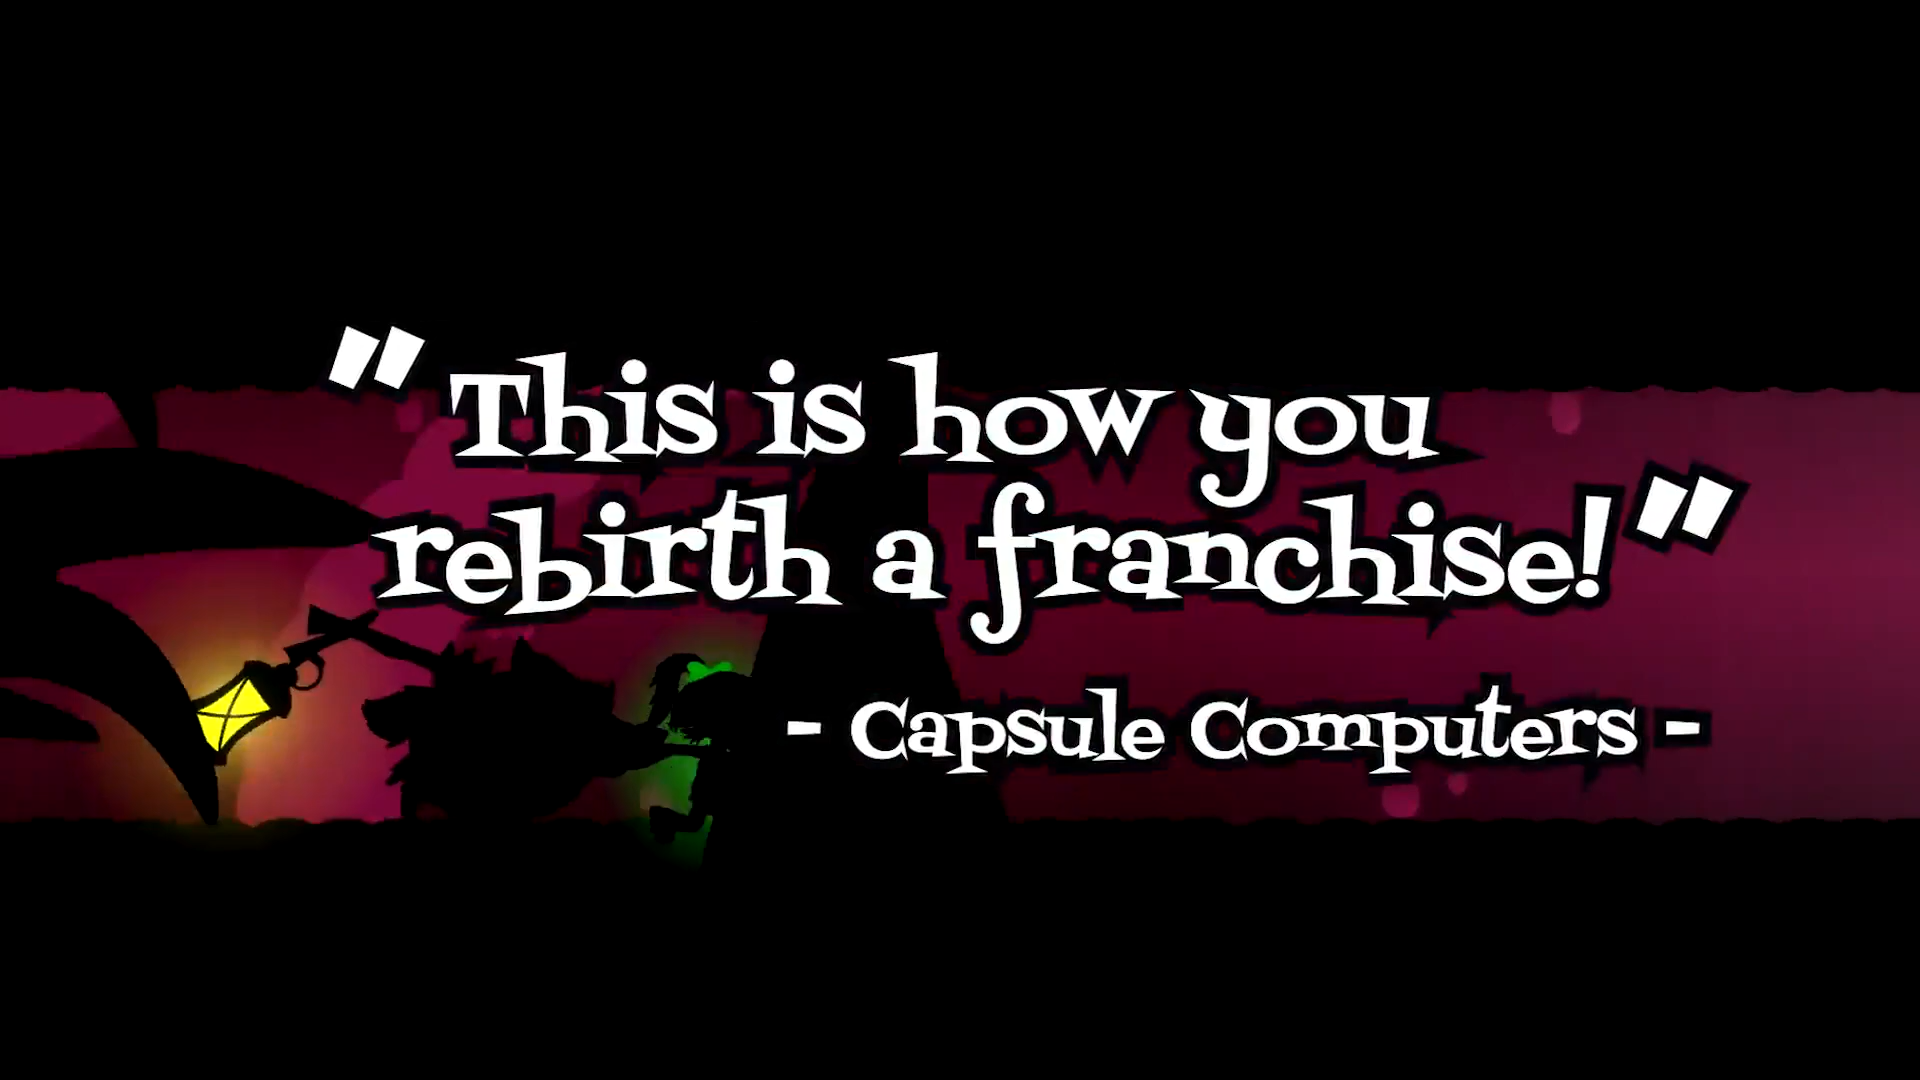 "This is how you
rebirth a franchise!"
- Capsule Computers -